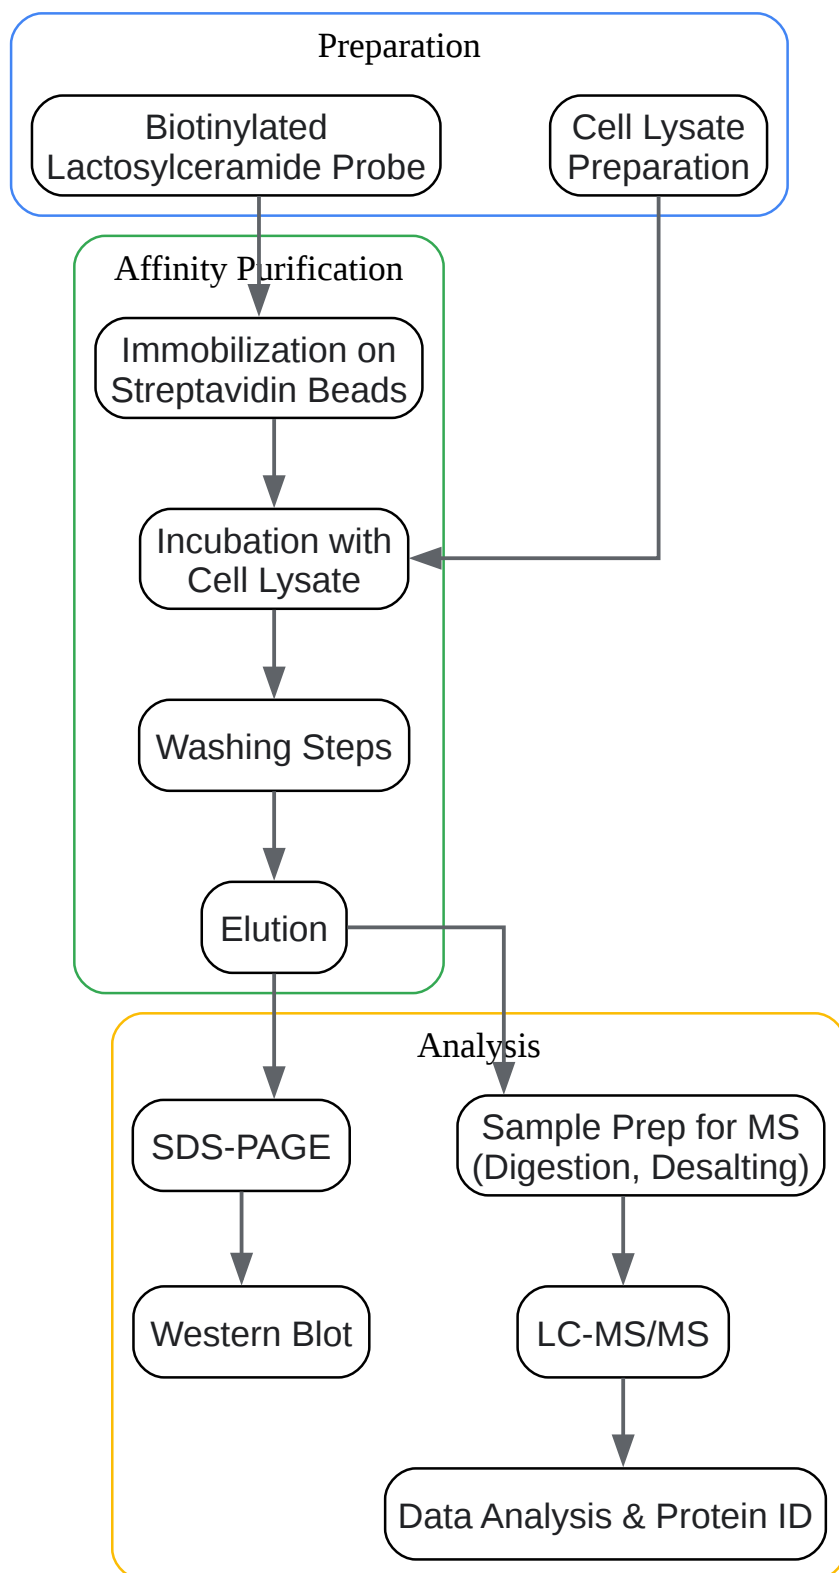 Preparation
Biotinylated
Lactosylceramide Probe
Cell Lysate
Preparation
Affinity Purification
Immobilization on
Streptavidin Beads
Incubation with
Cell Lysate
Washing Steps
Elution
Analysis
SDS-PAGE
Sample Prep for MS
(Digestion, Desalting)
Western Blot
LC-MS/MS
Data Analysis & Protein ID